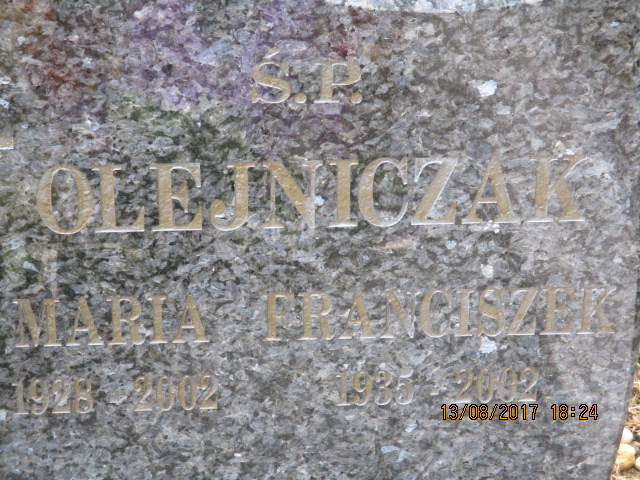 Ś.P.
OLEJNICZAK
MARIA FRANCISZEK
1928 - 2002 1935 - 2002
13/08/2017 18:24